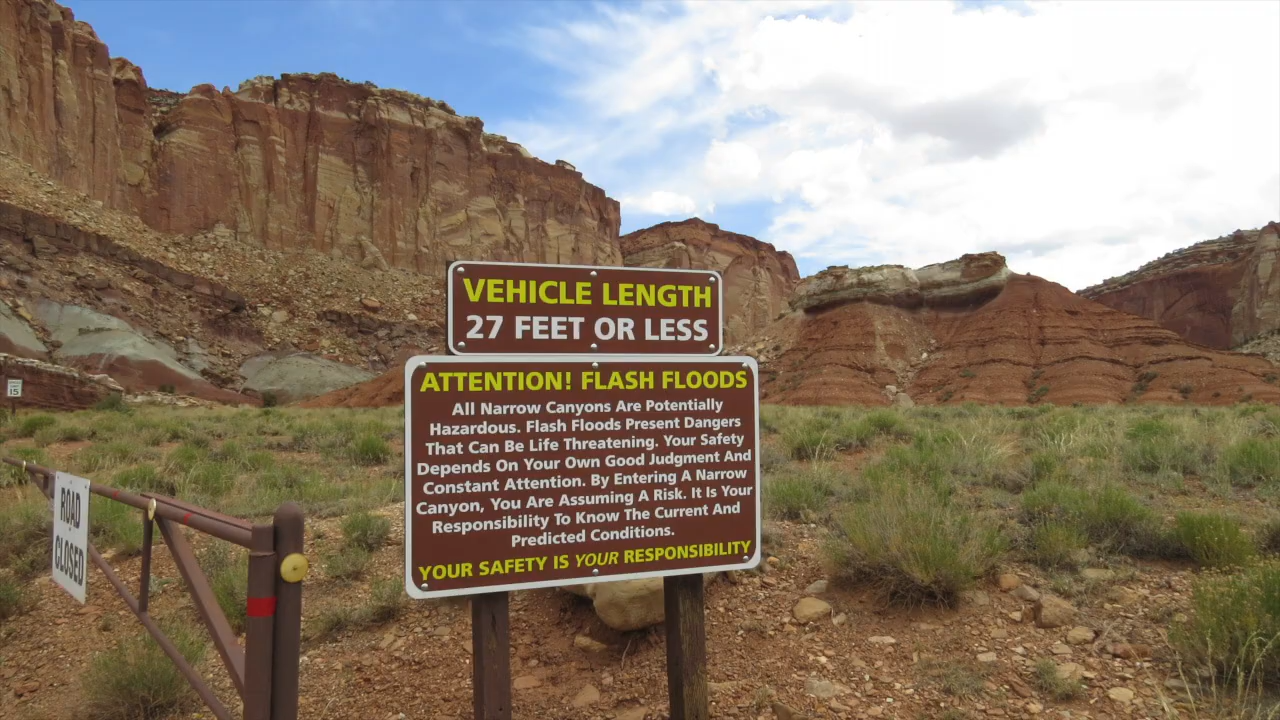 VEHICLE LENGTH
27 FEET OR LESS
ATTENTION! FLASH FLOODS
All Narrow Canyons Are Potentially
Hazardous. Flash Floods Present Dangers
That Can Be Life Threatening. Your Safety
Depends On Your Own Good Judgment And
Constant Attention. By Entering A Narrow
Canyon, You Are Assuming A Risk. It Is Your
Responsibility To Know The Current And
Predicted Conditions.
YOUR SAFETY IS YOUR RESPONSIBILITY
ROAD
CLOSED
15